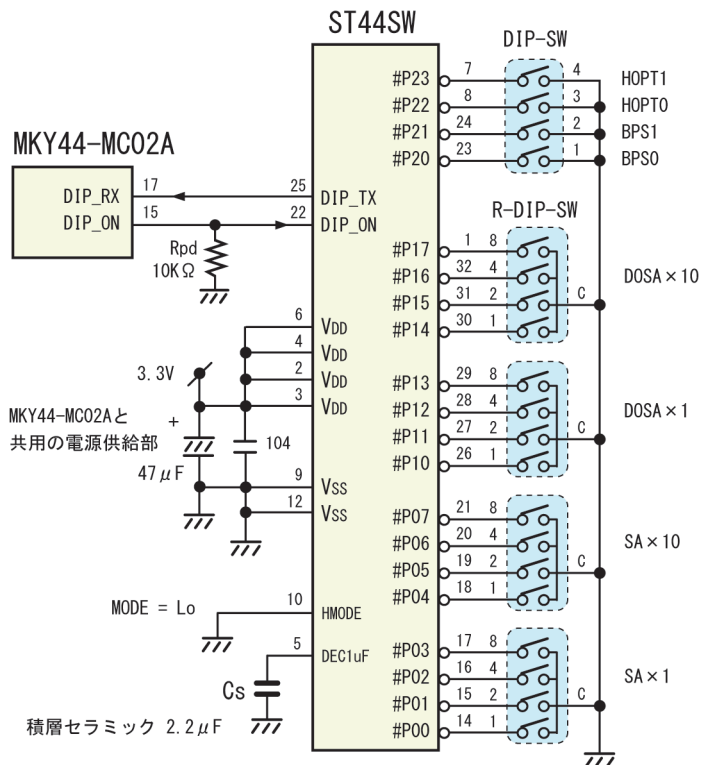 ST44SW
DIP-SW
#P23 7 4 HOPT1
#P22 8 3 HOPT0
#P21 24 2 BPS1
#P20 23 1 BPS0
MKY44-MC02A
DIP_RX 17 25 DIP_TX
DIP_ON 15 22 DIP_ON
Rpd
10KΩ
R-DIP-SW
#P17 1 8
#P16 32 4
#P15 31 2 C DOSA×10
#P14 30 1
6 VDD
4 VDD
2 VDD
3 VDD
3.3V
MKY44-MC02Aと
共用の電源供給部
+
47μF
104
9 VSS
12 VSS
#P13 29 8
#P12 28 4
#P11 27 2 C DOSA×1
#P10 26 1
#P07 21 8
#P06 20 4
#P05 19 2 C SA×10
#P04 18 1
MODE = Lo 10 HMODE
5 DEC1uF
Cs
積層セラミック 2.2μF
#P03 17 8
#P02 16 4
#P01 15 2 C SA×1
#P00 14 1